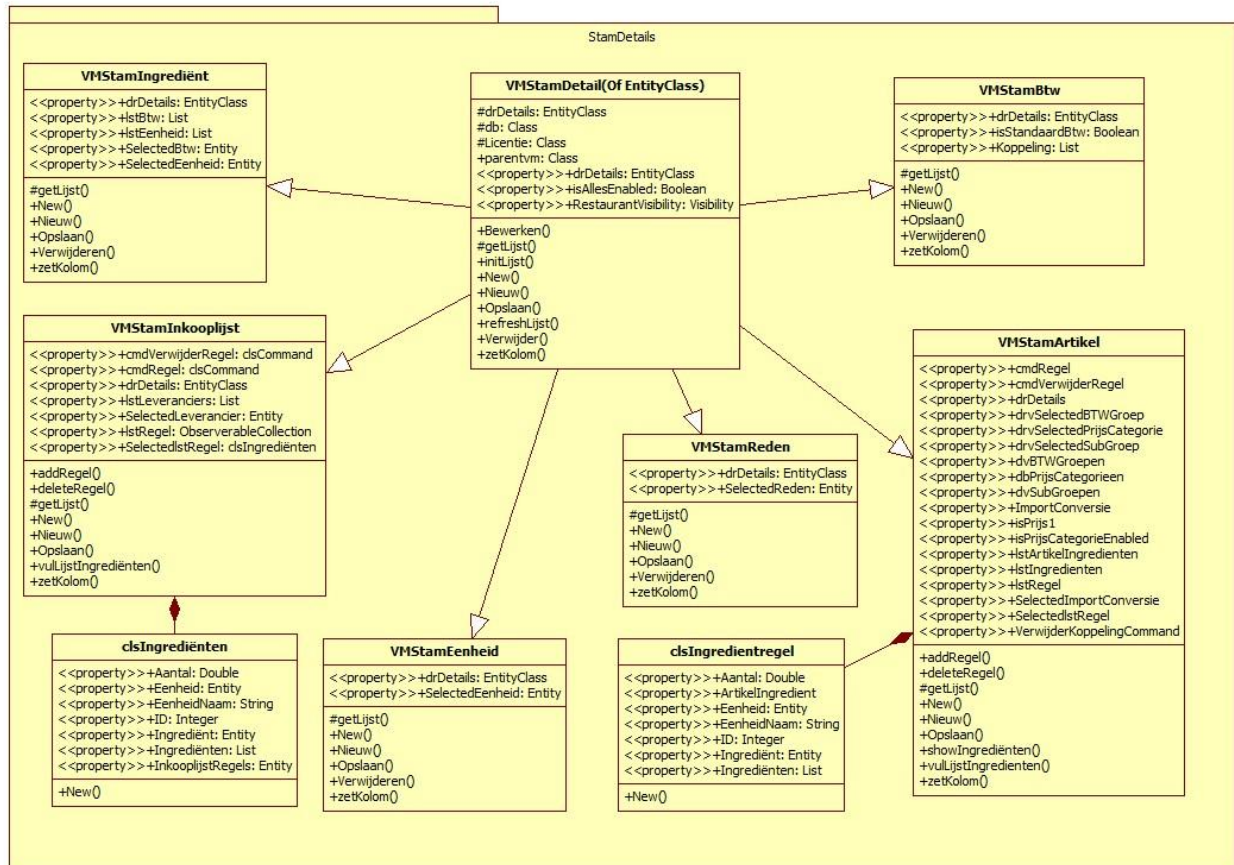 StamDetails
VMStamIngrediënt
<<property>>+drDetails: EntityClass
<<property>>+lstBtw: List
<<property>>+lstEenheid: List
<<property>>+SelectedBtw: Entity
<<property>>+SelectedEenheid: Entity
#getLijst()
+New()
+Nieuw()
+Opslaan()
+Verwijderen()
+zetKolom()
VMStamDetail(Of EntityClass)
#drDetails: EntityClass
#db: Class
#Licentie: Class
+parentvm: Class
<<property>>+drDetails: EntityClass
<<property>>+isAllesEnabled: Boolean
<<property>>+RestaurantVisibility: Visibility
+Bewerken()
#getLijst()
+initLijst()
+New()
+Nieuw()
+Opslaan()
+refreshLijst()
+Verwijder()
+zetKolom()
VMStamBtw
<<property>>+drDetails: EntityClass
<<property>>+isStandaardBtw: Boolean
<<property>>+Koppeling: List
#getLijst()
+New()
+Nieuw()
+Opslaan()
+Verwijderen()
+zetKolom()
VMStamInkooplijst
<<property>>+cmdVerwijderRegel: clsCommand
<<property>>+cmdRegel: clsCommand
<<property>>+drDetails: EntityClass
<<property>>+lstLeveranciers: List
<<property>>+SelectedLeverancier: Entity
<<property>>+lstRegel: ObserverableCollection
<<property>>+SelectedlstRegel: clsIngrediënten
+addRegel()
+deleteRegel()
#getLijst()
+New()
+Nieuw()
+Opslaan()
+vulLijstIngrediënten()
+zetKolom()
VMStamReden
<<property>>+drDetails: EntityClass
<<property>>+SelectedReden: Entity
#getLijst()
+New()
+Nieuw()
+Opslaan()
+Verwijderen()
+zetKolom()
VMStamArtikel
<<property>>+cmdRegel
<<property>>+cmdVerwijderRegel
<<property>>+drDetails
<<property>>+drvSelectedBTWGroep
<<property>>+drvSelectedPrijsCategorie
<<property>>+drvSelectedSubGroep
<<property>>+dvBTWGroepen
<<property>>+dbPrijsCategorieen
<<property>>+dvSubGroepen
<<property>>+ImportConversie
<<property>>+isPrijs1
<<property>>+isPrijsCategorieEnabled
<<property>>+lstArtikelIngredienten
<<property>>+lstIngredienten
<<property>>+lstRegel
<<property>>+SelectedImportConversie
<<property>>+SelectedlstRegel
<<property>>+VerwijderKoppelingCommand
+addRegel()
+deleteRegel()
#getLijst()
+New()
+Nieuw()
+Opslaan()
+showIngrediënten()
+vulLijstIngredienten()
+zetKolom()
clsIngrediënten
<<property>>+Aantal: Double
<<property>>+Eenheid: Entity
<<property>>+EenheidNaam: String
<<property>>+ID: Integer
<<property>>+Ingrediënt: Entity
<<property>>+Ingrediënten: List
<<property>>+InkooplijstRegels: Entity
+New()
VMStamEenheid
<<property>>+drDetails: EntityClass
<<property>>+SelectedEenheid: Entity
#getLijst()
+New()
+Nieuw()
+Opslaan()
+Verwijderen()
+zetKolom()
clsIngredientregel
<<property>>+Aantal: Double
<<property>>+ArtikelIngredient
<<property>>+Eenheid: Entity
<<property>>+EenheidNaam: String
<<property>>+ID: Integer
<<property>>+Ingrediënt: Entity
<<property>>+Ingrediënten: List
+New()